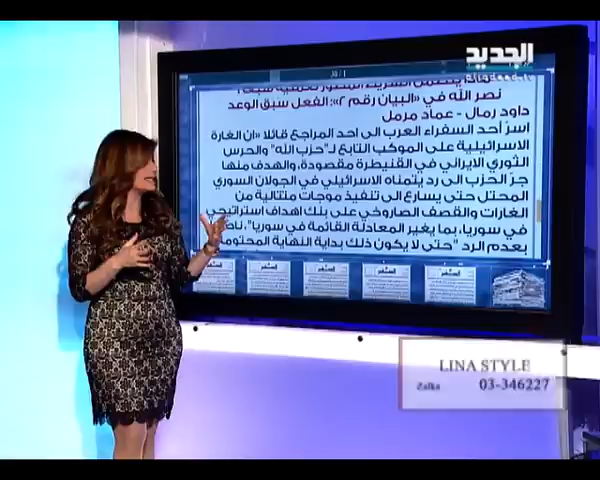 الجديد
نصر الله في «البيان رقم ٢»: الفعل سبق الوعد
داود رمال - عماد مرمل
اسرّ أحد السفراء العرب الى احد المراجع قائلا «ان الغارة
الاسرائيلية على الموكب التابع لـ"حزب الله" والحرس
الثوري الايراني في القنيطرة مقصودة، والهدف منها
جرّ الحزب الى رد يتمناه الاسرائيلي في الجولان السوري
المحتل حتى يسارع الى تنفيذ موجات متتالية من
الغارات والقصف الصاروخي على بنك اهداف استراتيجي
في سوريا، بما يغير المعادلة القائمة في سوريا"،
بعدم الرد "حتى لا يكون ذلك بداية النهاية المحتومة
السفير
السفير
السفير
السفير
LINA STYLE
Zalka 03-346227